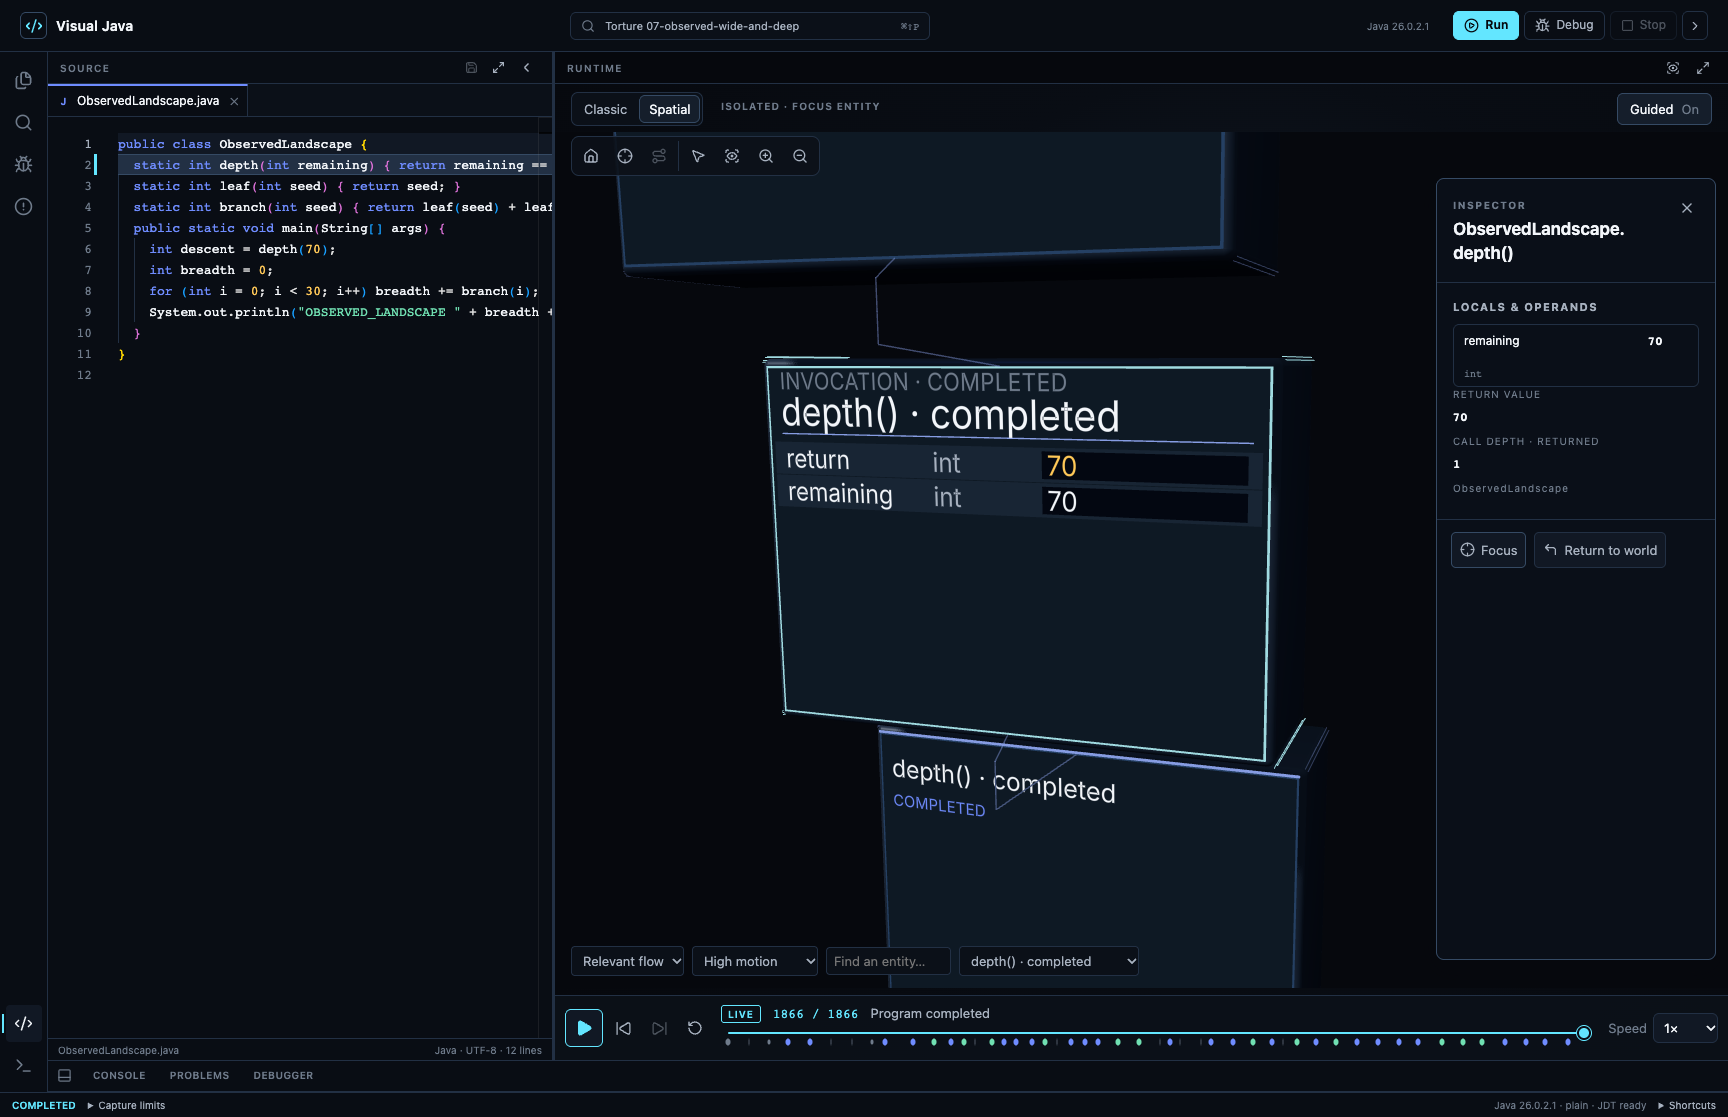 Visual Java
Torture 07-observed-wide-and-deep
⌘⇧P
Java 26.0.2.1
Run
Debug
Stop
SOURCE
RUNTIME
J ObservedLandscape.java
Classic
Spatial
ISOLATED · FOCUS ENTITY
Guided On
1 public class ObservedLandscape {
2 static int depth(int remaining) { return remaining ==
3 static int leaf(int seed) { return seed; }
4 static int branch(int seed) { return leaf(seed) + leaf
5 public static void main(String[] args) {
6 int descent = depth(70);
7 int breadth = 0;
8 for (int i = 0; i < 30; i++) breadth += branch(i);
9 System.out.println("OBSERVED_LANDSCAPE " + breadth +
10 }
11 }
12
INVOCATION · COMPLETED
depth() · completed
return int 70
remaining int 70
depth() · completed
COMPLETED
INSPECTOR
ObservedLandscape.
depth()
LOCALS & OPERANDS
remaining 70
int
RETURN VALUE
70
CALL DEPTH · RETURNED
1
ObservedLandscape
Focus
Return to world
Relevant flow
High motion
Find an entity...
depth() · completed
LIVE 1866 / 1866 Program completed
Speed 1×
ObservedLandscape.java
Java · UTF-8 · 12 lines
CONSOLE
PROBLEMS
DEBUGGER
COMPLETED
Capture limits
Java 26.0.2.1 · plain · JDT ready
Shortcuts